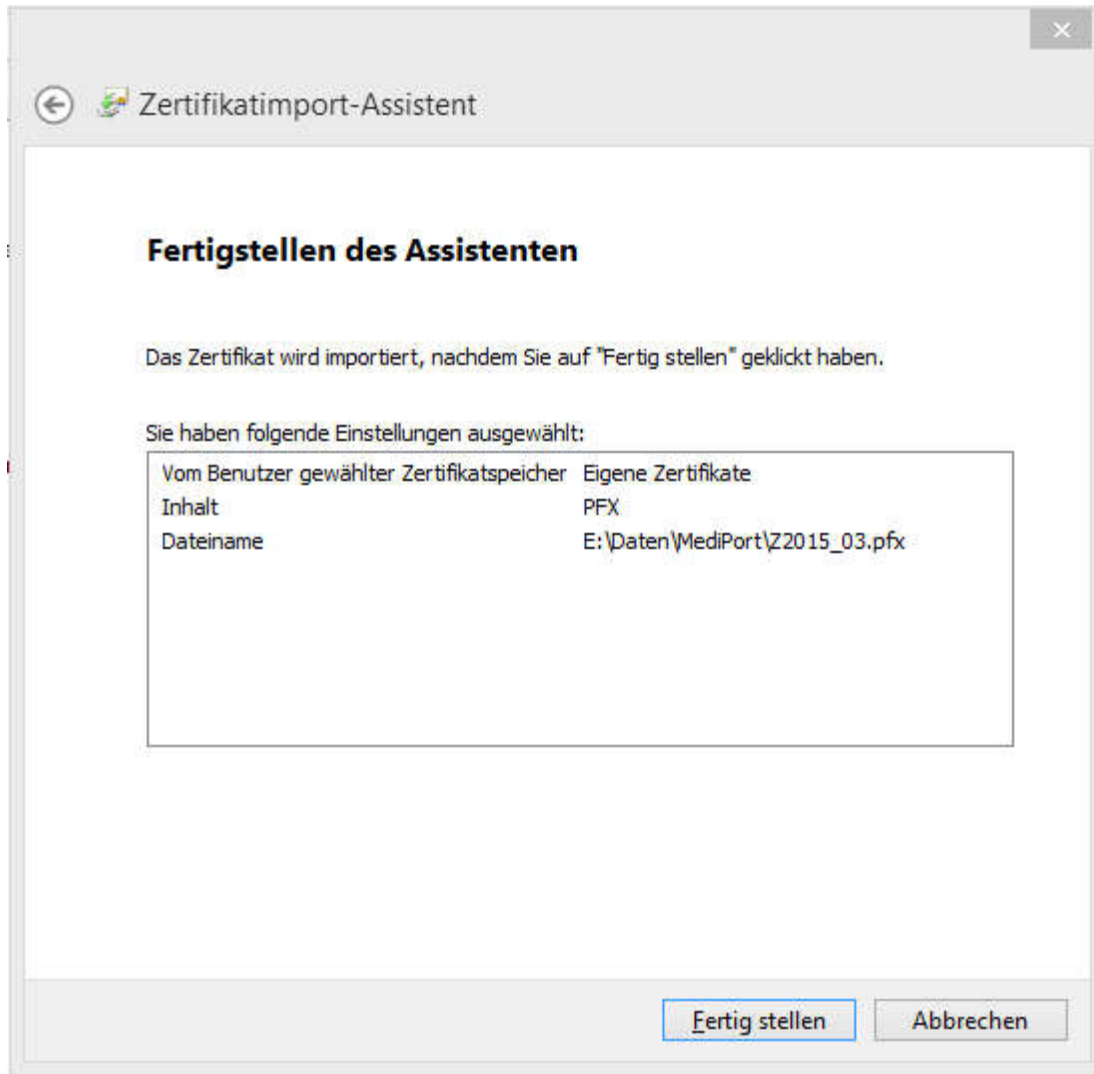 Zertifikatimport-Assistent
Fertigstellen des Assistenten
Das Zertifikat wird importiert, nachdem Sie auf "Fertig stellen" geklickt haben.
Sie haben folgende Einstellungen ausgewählt:
Vom Benutzer gewählter Zertifikatspeicher Eigene Zertifikate
Inhalt PFX
Dateiname E:\Daten\MediPort\Z2015_03.pfx
Fertig stellen Abbrechen